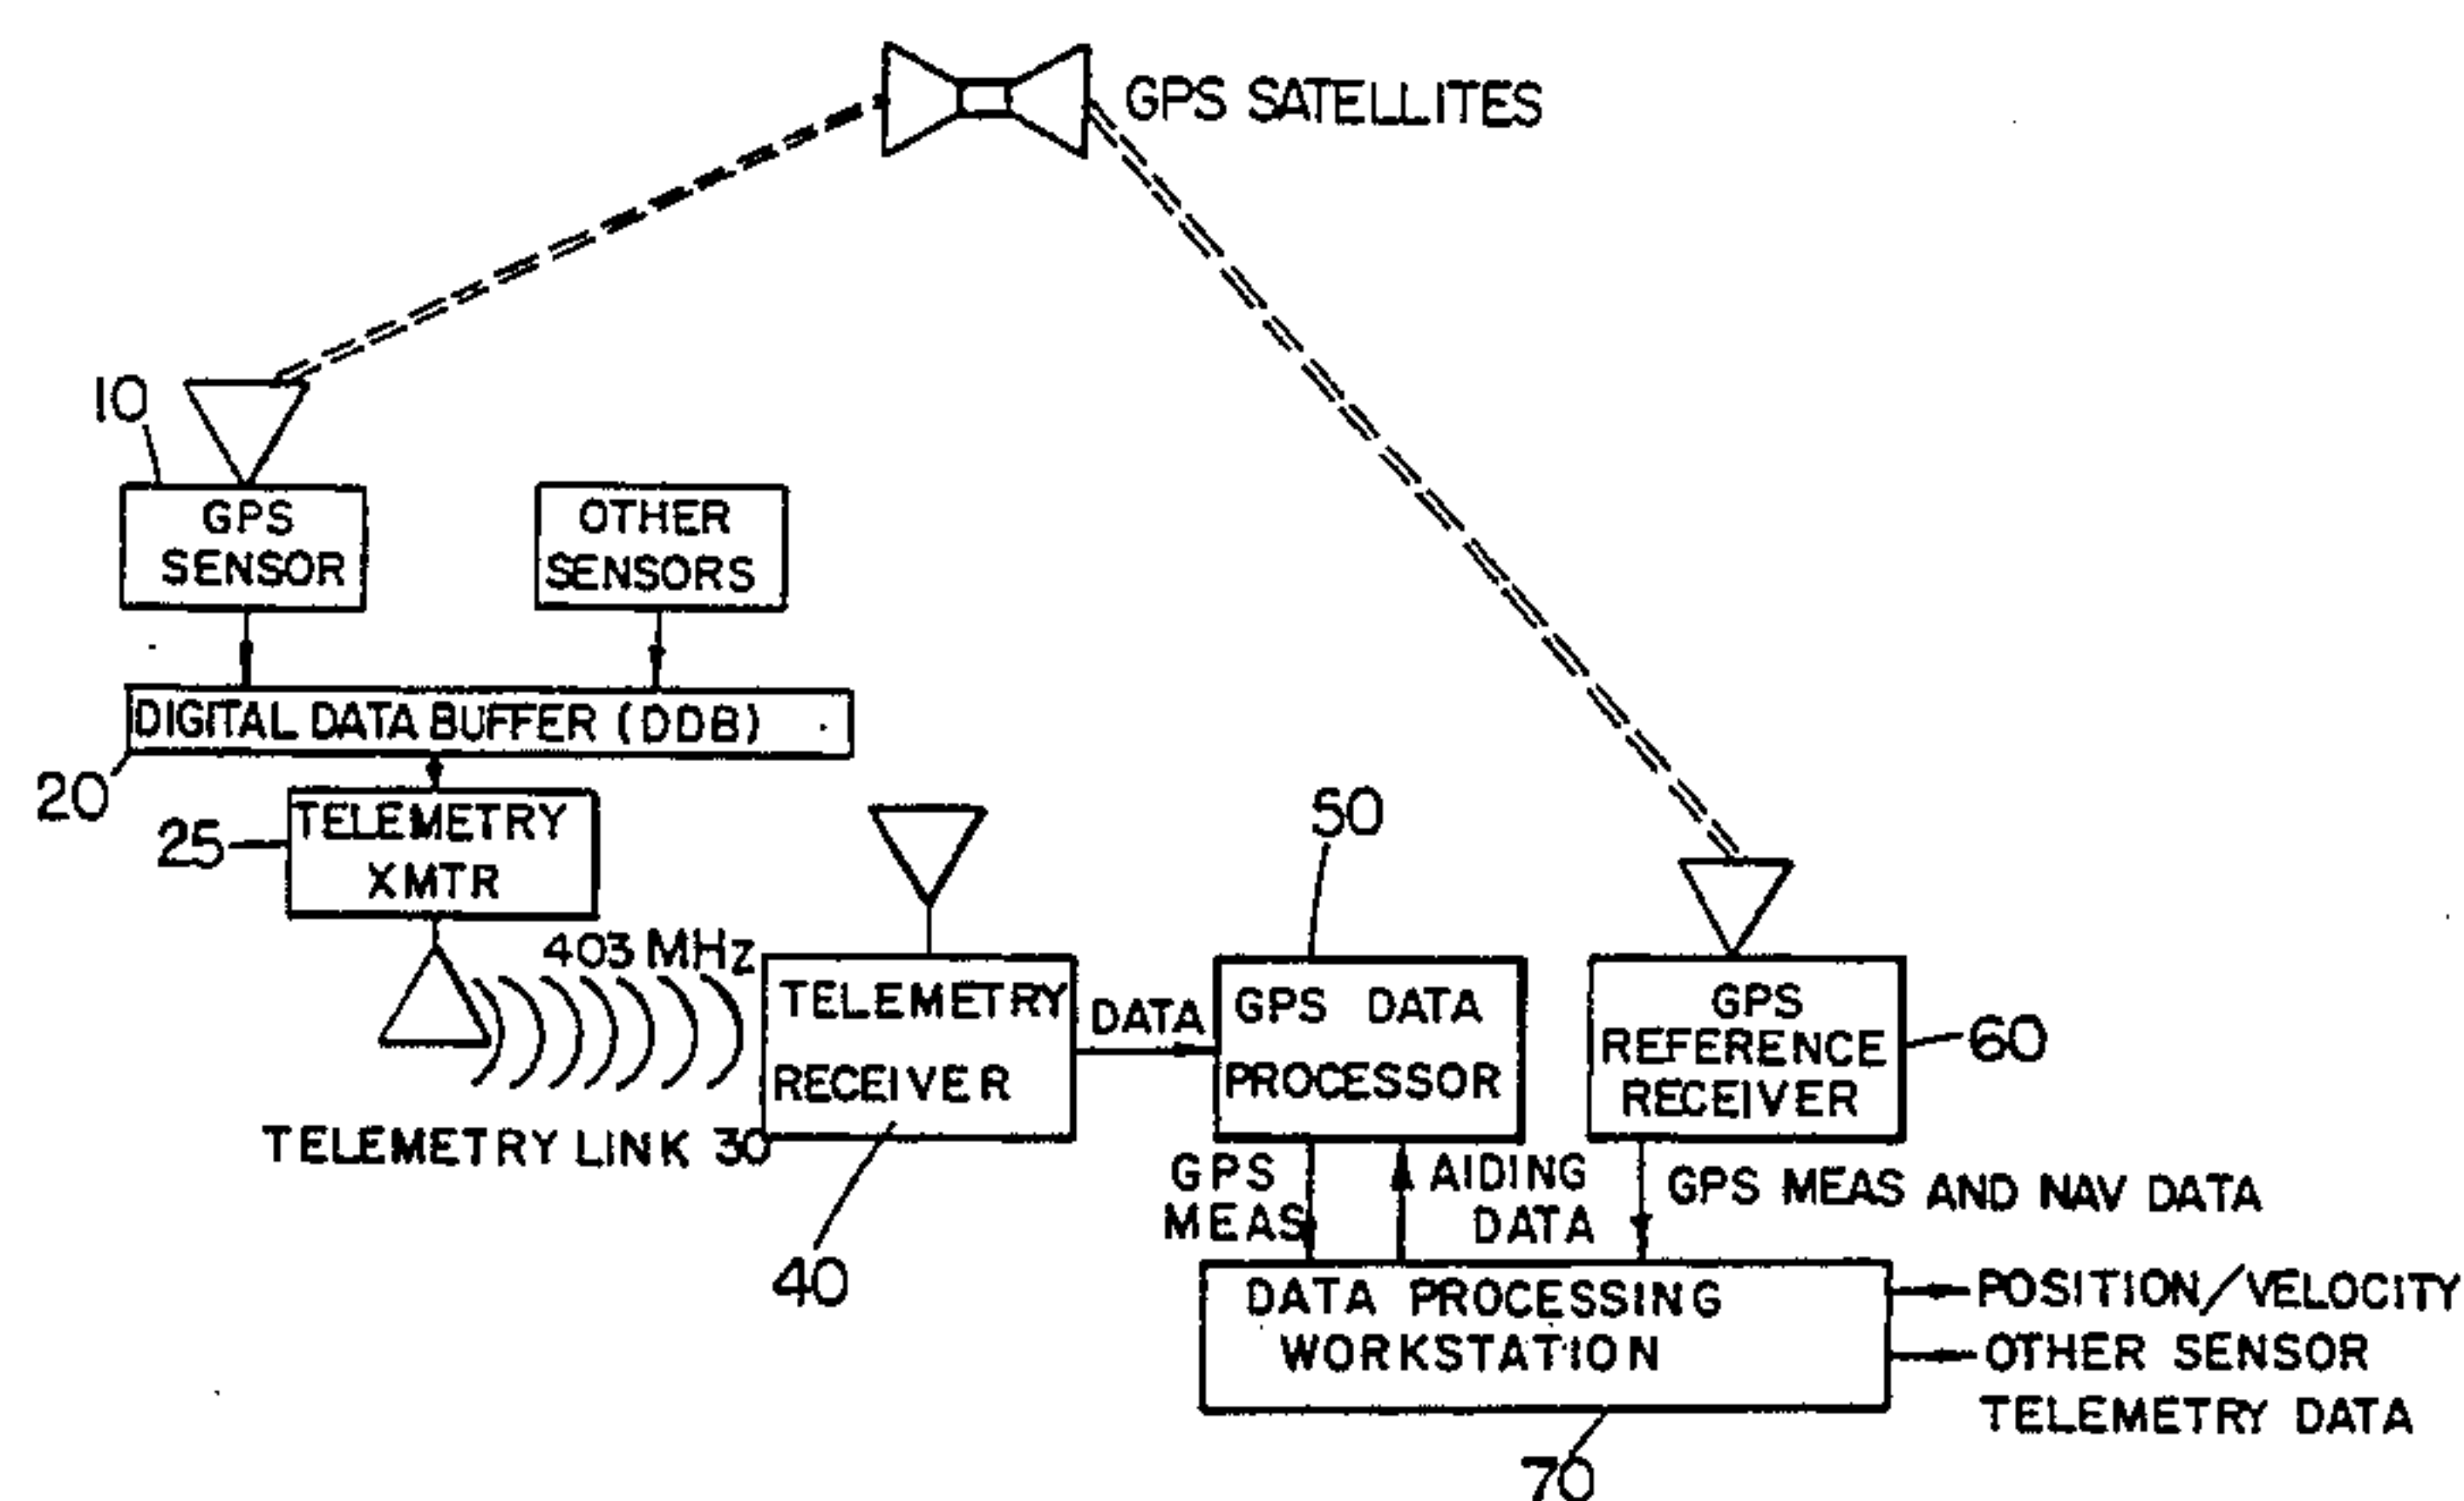 GPS SATELLITES
10
GPS
SENSOR
OTHER
SENSORS
DIGITAL DATA BUFFER (DDB)
20
25
TELEMETRY
XMTR
403 MHz
TELEMETRY LINK 30
TELEMETRY
RECEIVER
40
DATA
50
GPS DATA
PROCESSOR
GPS
REFERENCE
RECEIVER
60
GPS
MEAS
AIDING
DATA
GPS MEAS AND NAV DATA
DATA PROCESSING
WORKSTATION
70
POSITION/VELOCITY
OTHER SENSOR
TELEMETRY DATA